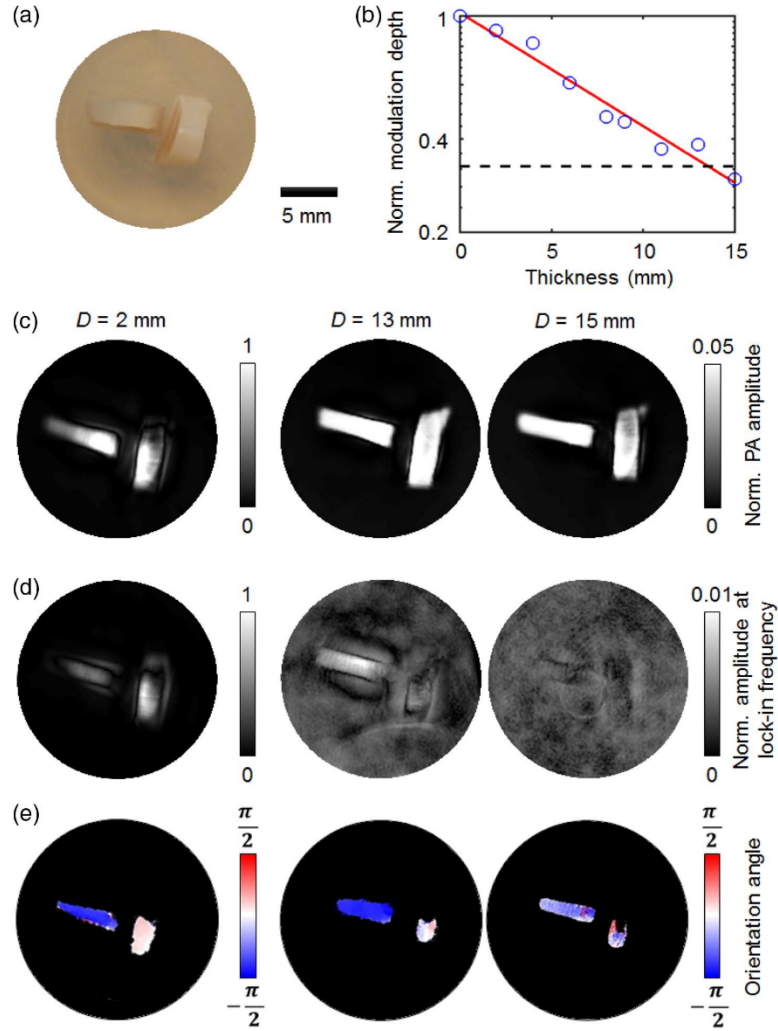 (a)
5 mm
(b)
Norm. modulation depth
1
0.4
0.2
0
5
10
15
Thickness (mm)
(c)
D = 2 mm
D = 13 mm
D = 15 mm
1
0
0.05
0
Norm. PA amplitude
(d)
1
0
0.01
0
Norm. amplitude at
lock-in frequency
(e)
π/2
−π/2
π/2
−π/2
Orientation angle